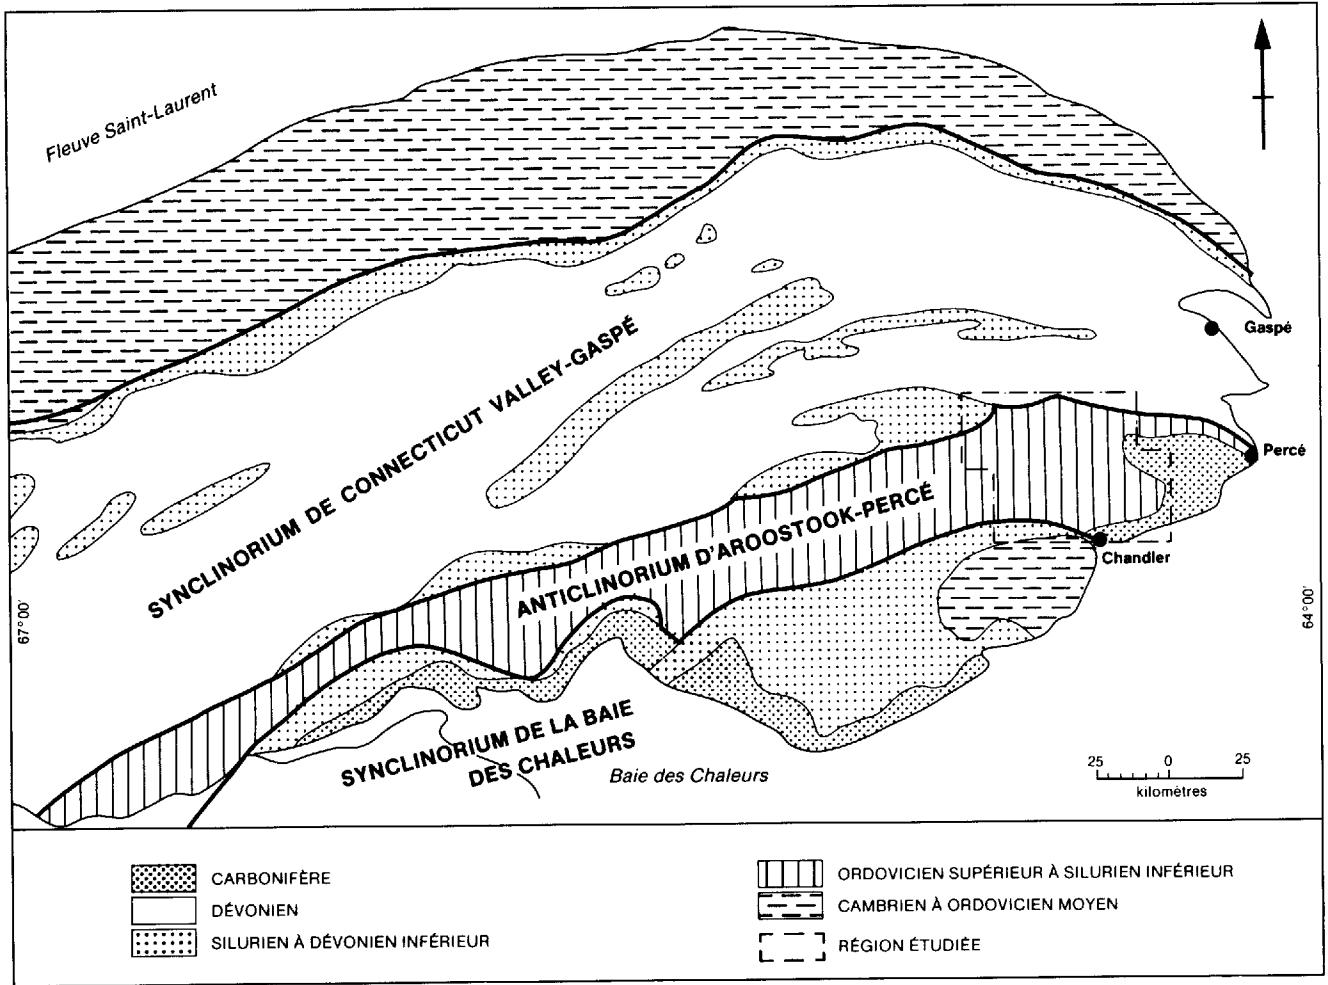 Fleuve Saint-Laurent
Gaspé
SYNCLINORIUM DE CONNECTICUT VALLEY-GASPÉ
Percé
ANTICLINORIUM D'AROOSTOOK-PERCÉ
Chandler
67°00'
64°00'
SYNCLINORIUM DE LA BAIE
DES CHALEURS
Baie des Chaleurs
25 0 25
kilomètres
CARBONIFÈRE
DÉVONIEN
SILURIEN À DÉVONIEN INFÉRIEUR
ORDOVICIEN SUPÉRIEUR À SILURIEN INFÉRIEUR
CAMBRIEN À ORDOVICIEN MOYEN
RÉGION ÉTUDIÉE